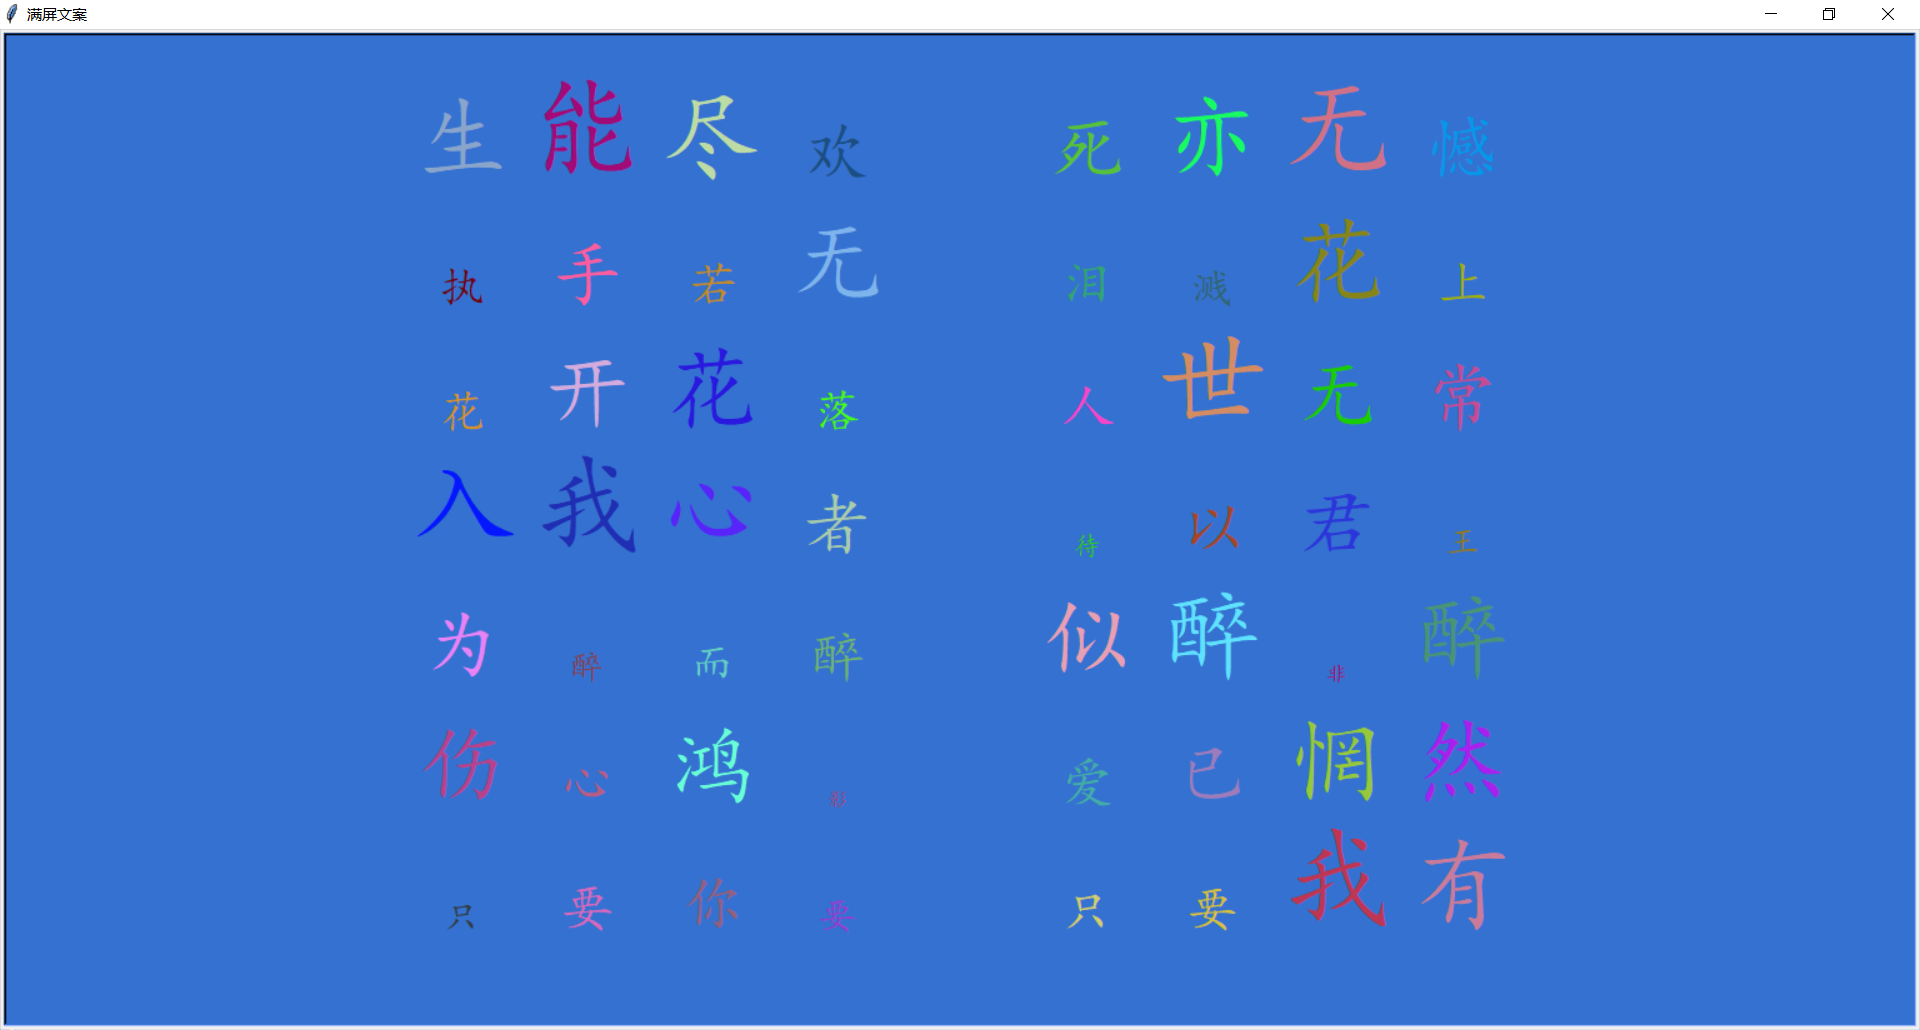 满屏文案
生能尽欢 死亦无憾
执手若无 泪溅花上
花开花落 人世无常
入我心者 待以君王
为醉而醉 似醉非醉
伤心鸿影 爱已惘然
只要你要 只要我有